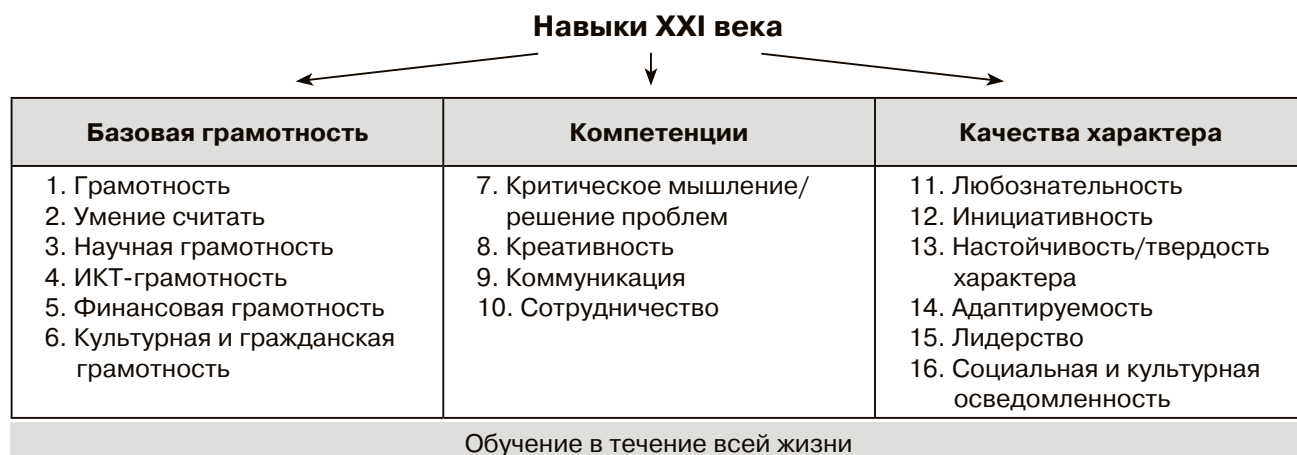 Навыки XXI века
Базовая грамотность
1. Грамотность
2. Умение считать
3. Научная грамотность
4. ИКТ-грамотность
5. Финансовая грамотность
6. Культурная и гражданская
грамотность
Компетенции
7. Критическое мышление/
решение проблем
8. Креативность
9. Коммуникация
10. Сотрудничество
Качества характера
11. Любознательность
12. Инициативность
13. Настойчивость/твердость
характера
14. Адаптируемость
15. Лидерство
16. Социальная и культурная
осведомленность
Обучение в течение всей жизни